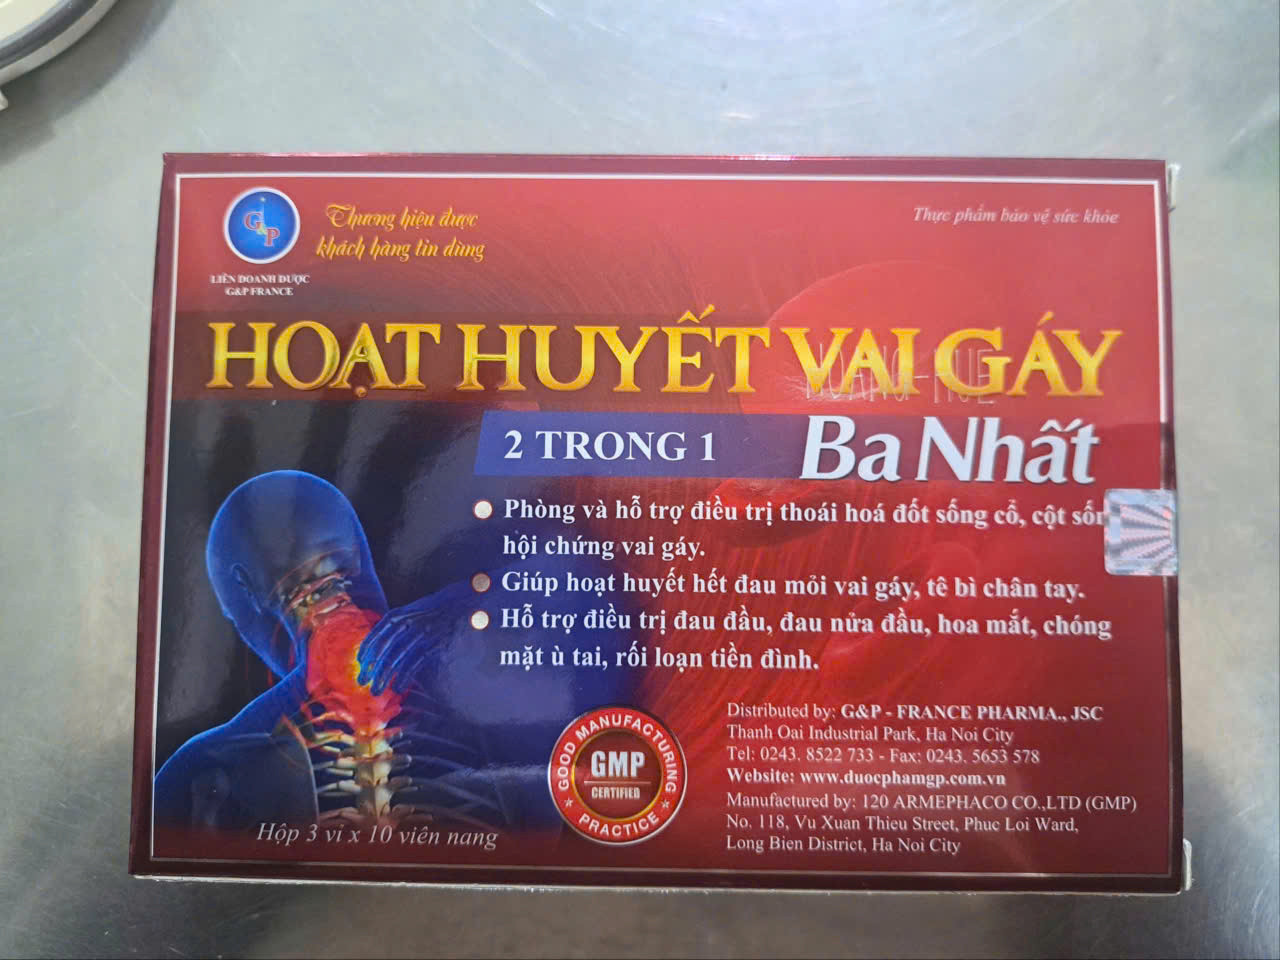 G&P
Thương hiệu được
khách hàng tin dùng
LIÊN DOANH DƯỢC
G&P FRANCE
Thực phẩm bảo vệ sức khỏe
HOẠT HUYẾT VAI GÁY
HOANG-HUE
2 TRONG 1
Ba Nhất
Phòng và hỗ trợ điều trị thoái hoá đốt sống cổ, cột sốn
hội chứng vai gáy.
Giúp hoạt huyết hết đau mỏi vai gáy, tê bì chân tay.
Hỗ trợ điều trị đau đầu, đau nửa đầu, hoa mắt, chóng
mặt ù tai, rối loạn tiền đình.
GOOD MANUFACTURING
GMP
CERTIFIED
PRACTICE
Distributed by: G&P - FRANCE PHARMA., JSC
Thanh Oai Industrial Park, Ha Noi City
Tel: 0243. 8522 733 - Fax: 0243. 5653 578
Website: www.duocphamgp.com.vn
Manufactured by: 120 ARMEPHACO CO.,LTD (GMP)
No. 118, Vu Xuan Thieu Street, Phuc Loi Ward,
Long Bien District, Ha Noi City
Hộp 3 vỉ x 10 viên nang